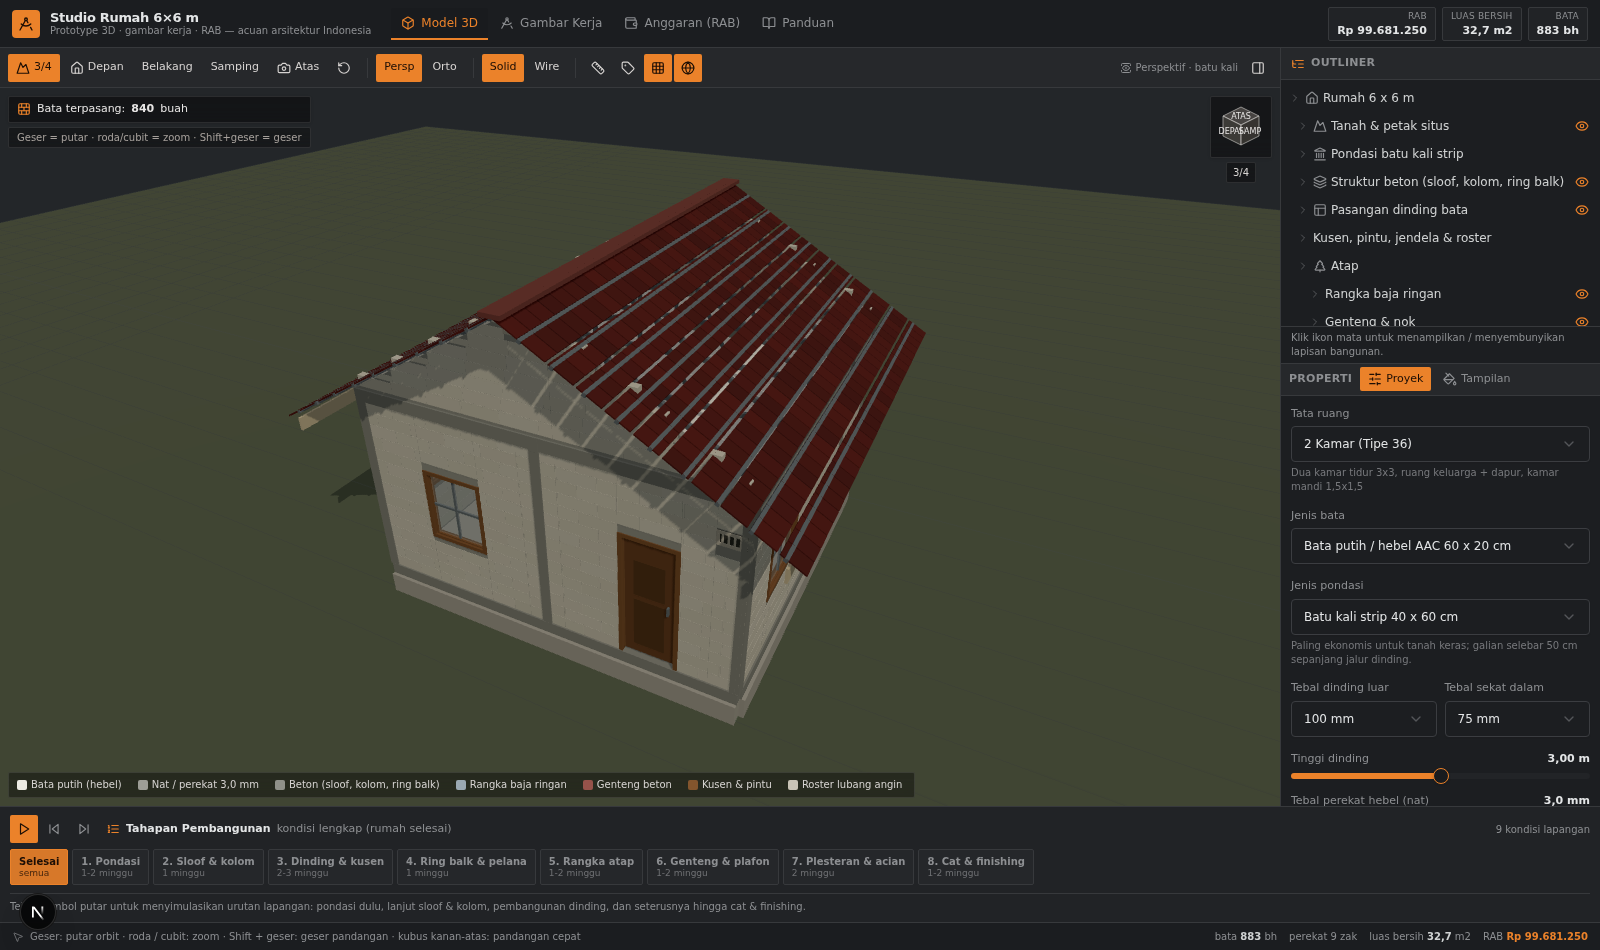 Studio Rumah 6×6 m
Prototype 3D · gambar kerja · RAB — acuan arsitektur Indonesia
Model 3D
Gambar Kerja
Anggaran (RAB)
Panduan
RAB
Rp 99.681.250
LUAS BERSIH
32,7 m2
BATA
883 bh
3/4
Depan
Belakang
Samping
Atas
Persp
Orto
Solid
Wire
Perspektif · batu kali
Bata terpasang: 840 buah
Geser = putar · roda/cubit = zoom · Shift+geser = geser
ATAS
3/4
Bata putih (hebel)
Nat / perekat 3,0 mm
Beton (sloof, kolom, ring balk)
Rangka baja ringan
Genteng beton
Kusen & pintu
Roster lubang angin
OUTLINER
Rumah 6 x 6 m
Tanah & petak situs
Pondasi batu kali strip
Struktur beton (sloof, kolom, ring balk)
Pasangan dinding bata
Kusen, pintu, jendela & roster
Atap
Rangka baja ringan
Genteng & nok
Klik ikon mata untuk menampilkan / menyembunyikan
lapisan bangunan.
PROPERTI
Proyek
Tampilan
Tata ruang
2 Kamar (Tipe 36)
Dua kamar tidur 3x3, ruang keluarga + dapur, kamar
mandi 1,5x1,5
Jenis bata
Bata putih / hebel AAC 60 x 20 cm
Jenis pondasi
Batu kali strip 40 x 60 cm
Paling ekonomis untuk tanah keras; galian selebar 50 cm
sepanjang jalur dinding.
Tebal dinding luar
Tebal sekat dalam
100 mm
75 mm
Tinggi dinding
3,00 m
Tebal perekat hebel (nat)
3,0 mm
Tahapan Pembangunan kondisi lengkap (rumah selesai)
9 kondisi lapangan
Selesai
semua
1. Pondasi
1-2 minggu
2. Sloof & kolom
1 minggu
3. Dinding & kusen
2-3 minggu
4. Ring balk & pelana
1 minggu
5. Rangka atap
1-2 minggu
6. Genteng & plafon
1-2 minggu
7. Plesteran & acian
2 minggu
8. Cat & finishing
1-2 minggu
putar untuk menyimulasikan urutan lapangan: pondasi dulu, lanjut sloof & kolom, pembangunan dinding, dan seterusnya hingga cat & finishing.
N
Geser: putar orbit · roda / cubit: zoom · Shift + geser: geser pandangan · kubus kanan-atas: pandangan cepat
bata 883 bh
perekat 9 zak
luas bersih 32,7 m2
RAB Rp 99.681.250